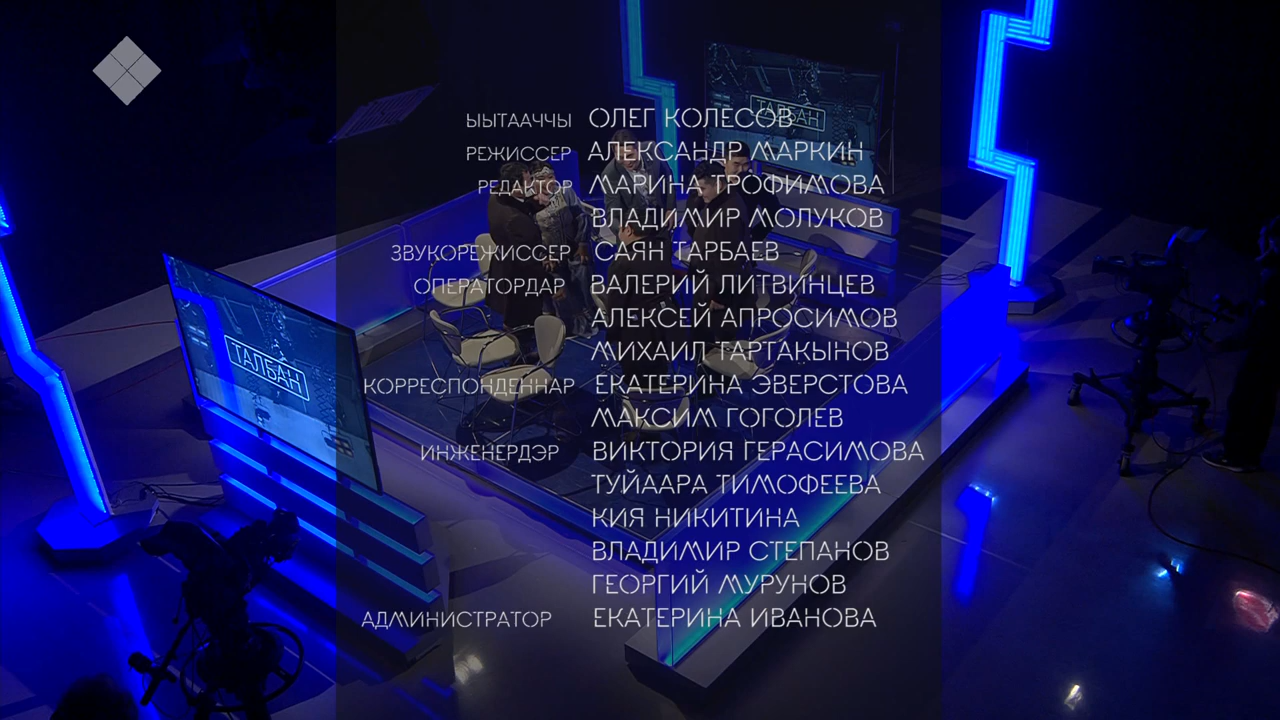 ЫЫТААЧЧЫ ОЛЕГ КОЛЕСОВ
РЕЖИССЕР АЛЕКСАНДР МАРКИН
РЕДАКТОР МАРИНА ТРОФИМОВА
ВЛАДИМИР МОЛУКОВ
ЗВУКОРЕЖИССЕР САЯН ТАРБАЕВ
ОПЕРАТОРДАР ВАЛЕРИЙ ЛИТВИНЦЕВ
АЛЕКСЕЙ АПРОСИМОВ
МИХАИЛ ТАРТАКЫНОВ
КОРРЕСПОНДЕННАР ЕКАТЕРИНА ЭВЕРСТОВА
МАКСИМ ГОГОЛЕВ
ИНЖЕНЕРДЭР ВИКТОРИЯ ГЕРАСИМОВА
ТУЙААРА ТИМОФЕЕВА
КИЯ НИКИТИНА
ВЛАДИМИР СТЕПАНОВ
ГЕОРГИЙ МУРУНОВ
АДМИНИСТРАТОР ЕКАТЕРИНА ИВАНОВА
ТАЛБАН
ТАЛБАН